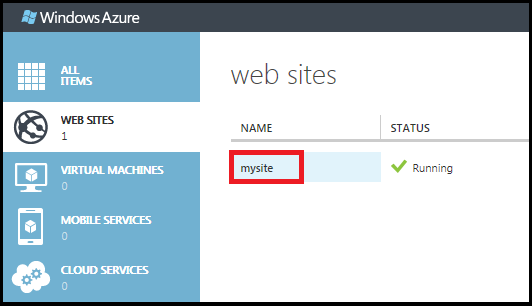 Windows Azure
ALL
ITEMS
WEB SITES
1
VIRTUAL MACHINES
0
MOBILE SERVICES
0
CLOUD SERVICES
0
web sites
NAME STATUS
mysite Running